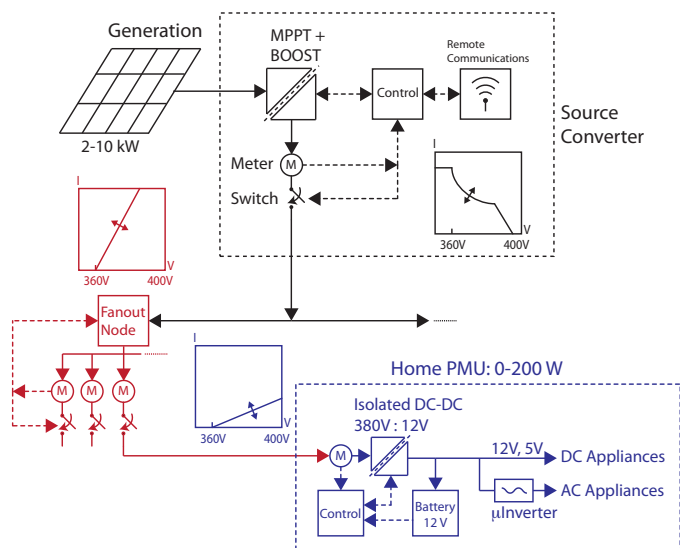 Generation
MPPT +
BOOST
Remote
Communications
Control
2-10 kW
Source
Converter
Meter
M
Switch
I
V
360V
400V
I
V
360V
400V
Fanout
Node
M
M
M
I
V
360V
400V
Home PMU: 0-200 W
Isolated DC-DC
380V : 12V
M
12V, 5V
DC Appliances
AC Appliances
Control
Battery
12 V
µInverter